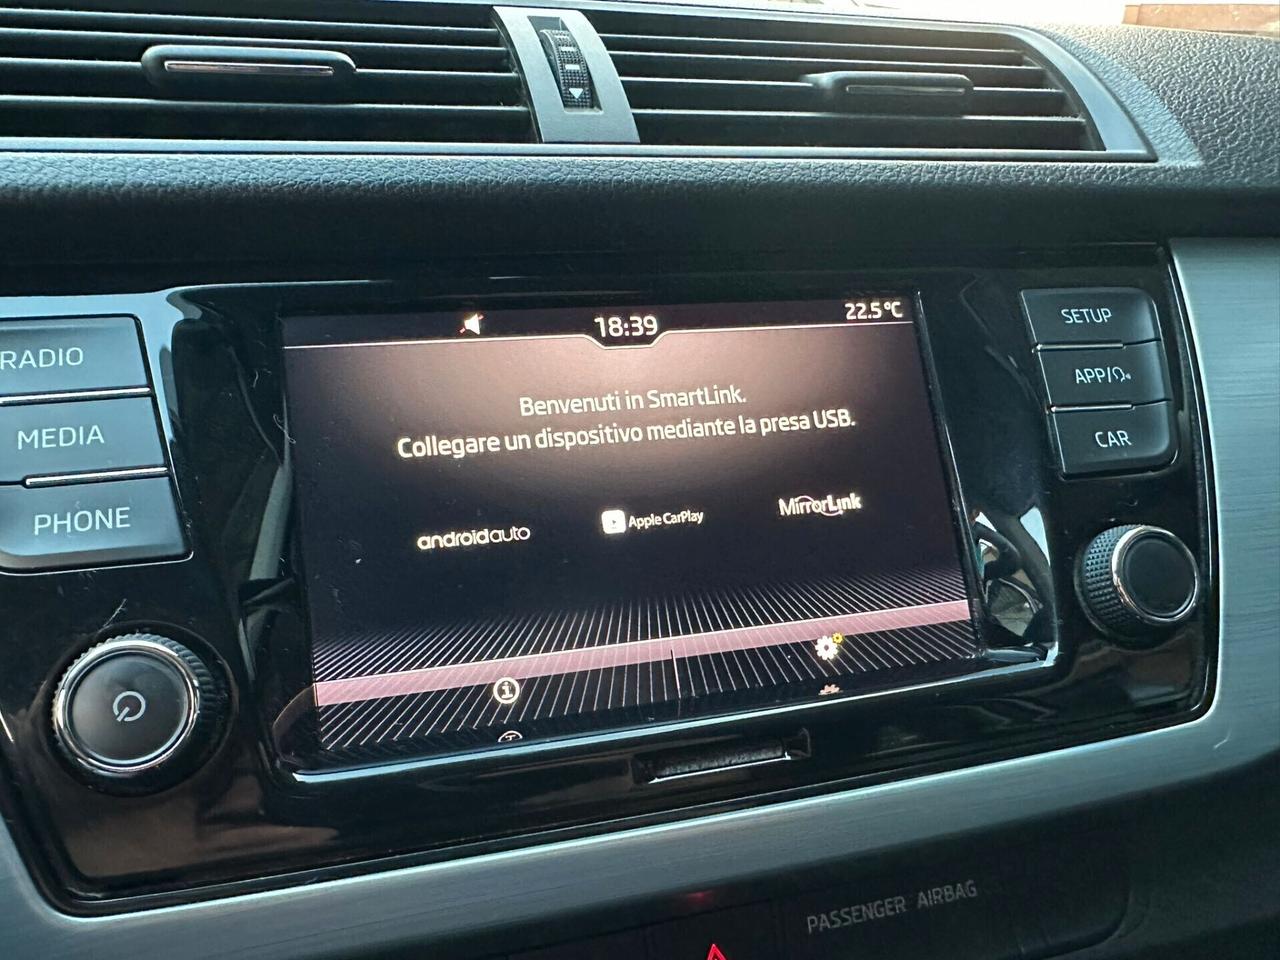 18:39
22.5°C
Benvenuti in SmartLink.
Collegare un dispositivo mediante la presa USB.
androidauto
Apple CarPlay
MirrorLink
RADIO
MEDIA
PHONE
SETUP
APP/
CAR
PASSENGER AIRBAG